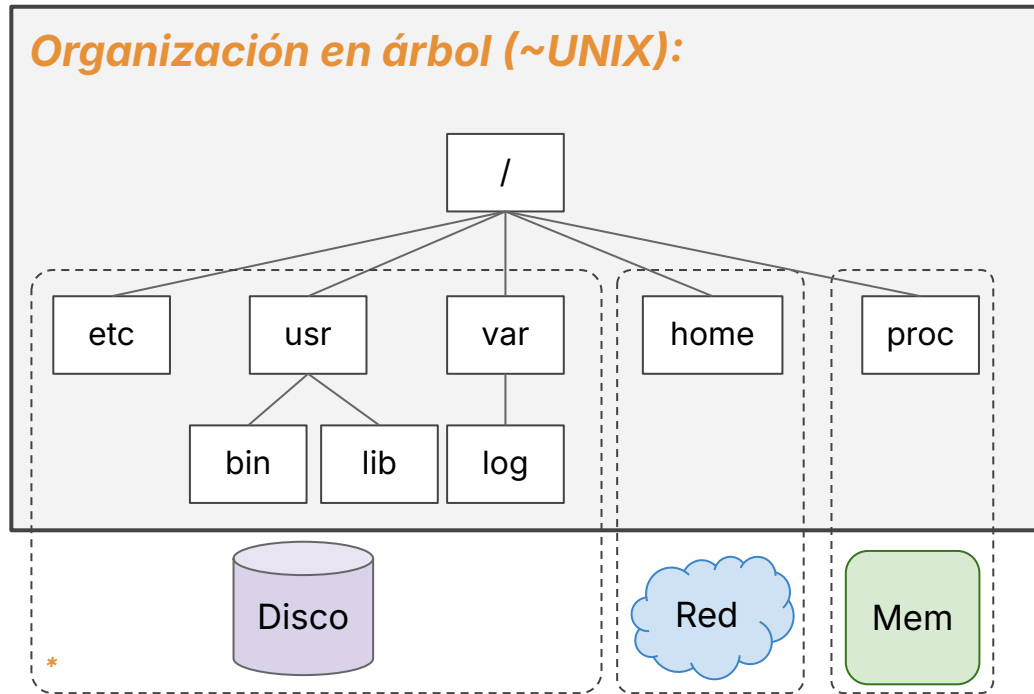 Organización en árbol (~UNIX):
/
etc usr var home proc
bin lib log
Disco Red Mem
*